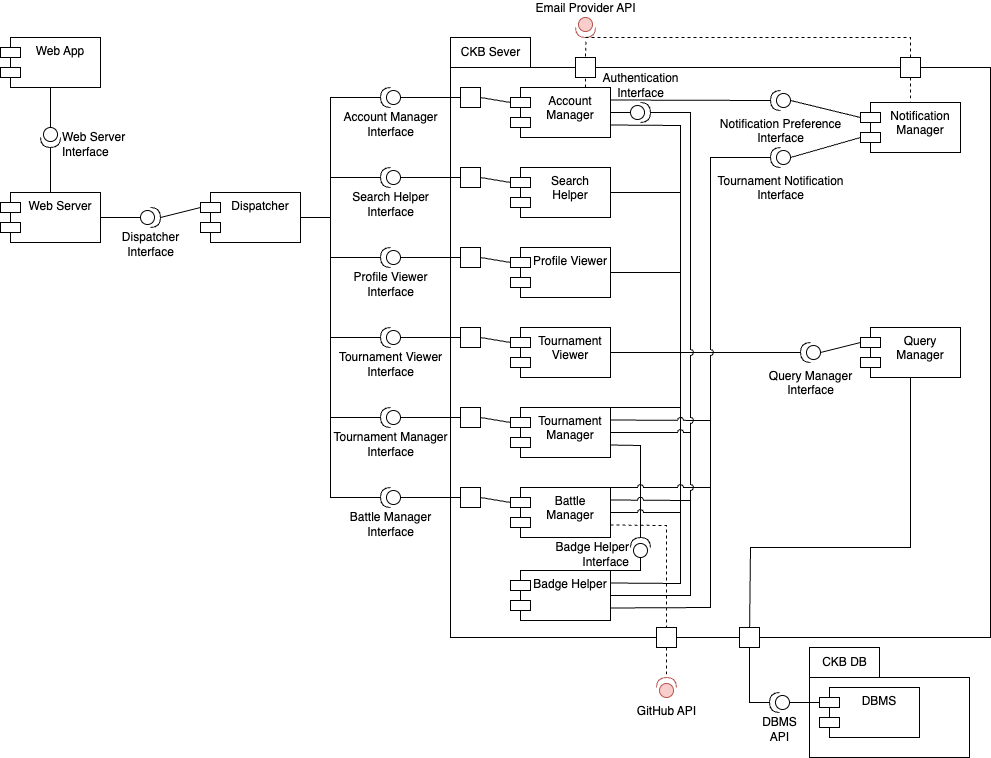 Email Provider API
Web App
CKB Sever
Authentication
Interface
Account
Manager
Account Manager
Interface
Notification
Manager
Notification Preference
Interface
Web Server
Interface
Search
Helper
Search Helper
Interface
Tournament Notification
Interface
Web Server
Dispatcher
Dispatcher
Interface
Profile Viewer
Profile Viewer
Interface
Tournament
Viewer
Tournament Viewer
Interface
Query
Manager
Query Manager
Interface
Tournament
Manager
Tournament Manager
Interface
Battle
Manager
Battle Manager
Interface
Badge Helper
Interface
Badge Helper
CKB DB
DBMS
GitHub API
DBMS
API